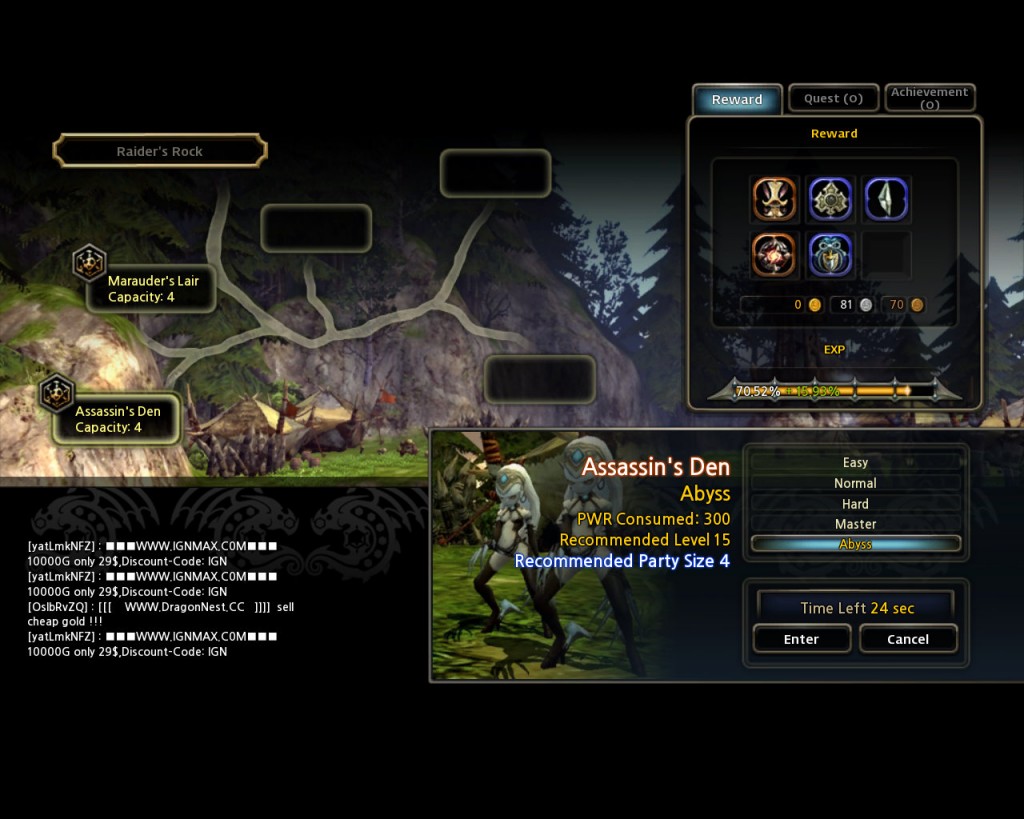 Reward
Quest (0)
Achievement
(0)
Reward
Raider's Rock
Marauder's Lair
Capacity: 4
0
81
70
EXP
70.52% + 15.93%
Assassin's Den
Capacity: 4
Assassin's Den
Abyss
PWR Consumed: 300
Recommended Level 15
Recommended Party Size 4
Easy
Normal
Hard
Master
Abyss
[yatLmkNFZ] : ■■■WWW.IGNMAX.C0M■■■
10000G only 29$,Discount-Code: IGN
[yatLmkNFZ] : ■■■WWW.IGNMAX.C0M■■■
10000G only 29$,Discount-Code: IGN
[OsIbRvZQ] : [[[ WWW.DragonNest.CC ]]]] sell
cheap gold !!!
[yatLmkNFZ] : ■■■WWW.IGNMAX.C0M■■■
10000G only 29$,Discount-Code: IGN
Time Left 24 sec
Enter
Cancel